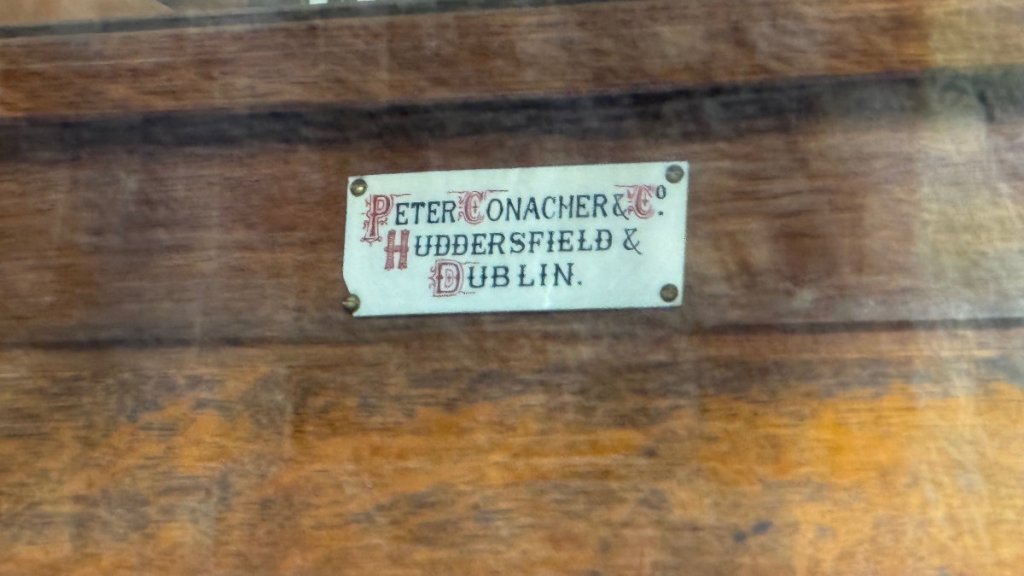 PETER CONACHER & Cº.
HUDDERSFIELD &
DUBLIN.